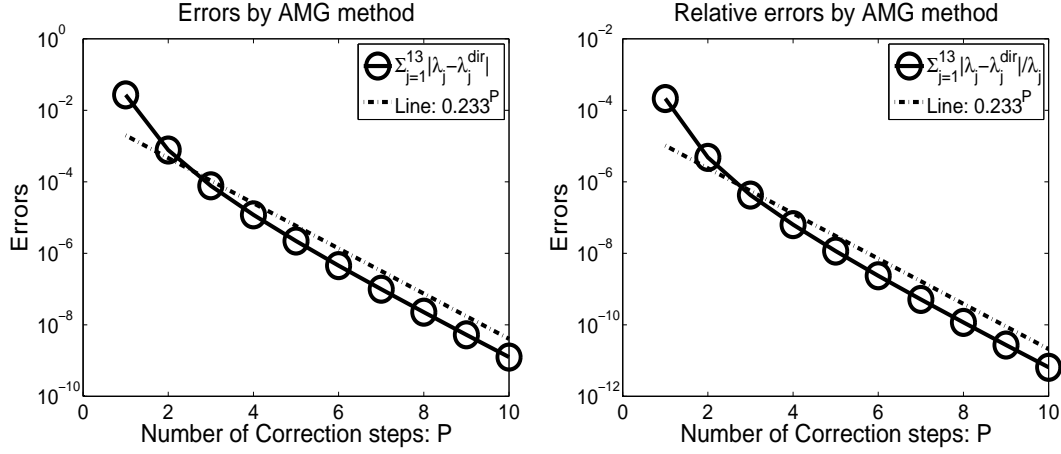 Errors by AMG method
10^0
10^−2
10^−4
10^−6
10^−8
10^−10
Errors
Σ_{j=1}^{13}|λ_j−λ_j^{dir}|
Line: 0.233^P
0 2 4 6 8 10
Number of Correction steps: P
Relative errors by AMG method
10^−2
10^−4
10^−6
10^−8
10^−10
10^−12
Errors
Σ_{j=1}^{13}|λ_j−λ_j^{dir}|/λ_j
Line: 0.233^P
0 2 4 6 8 10
Number of Correction steps: P